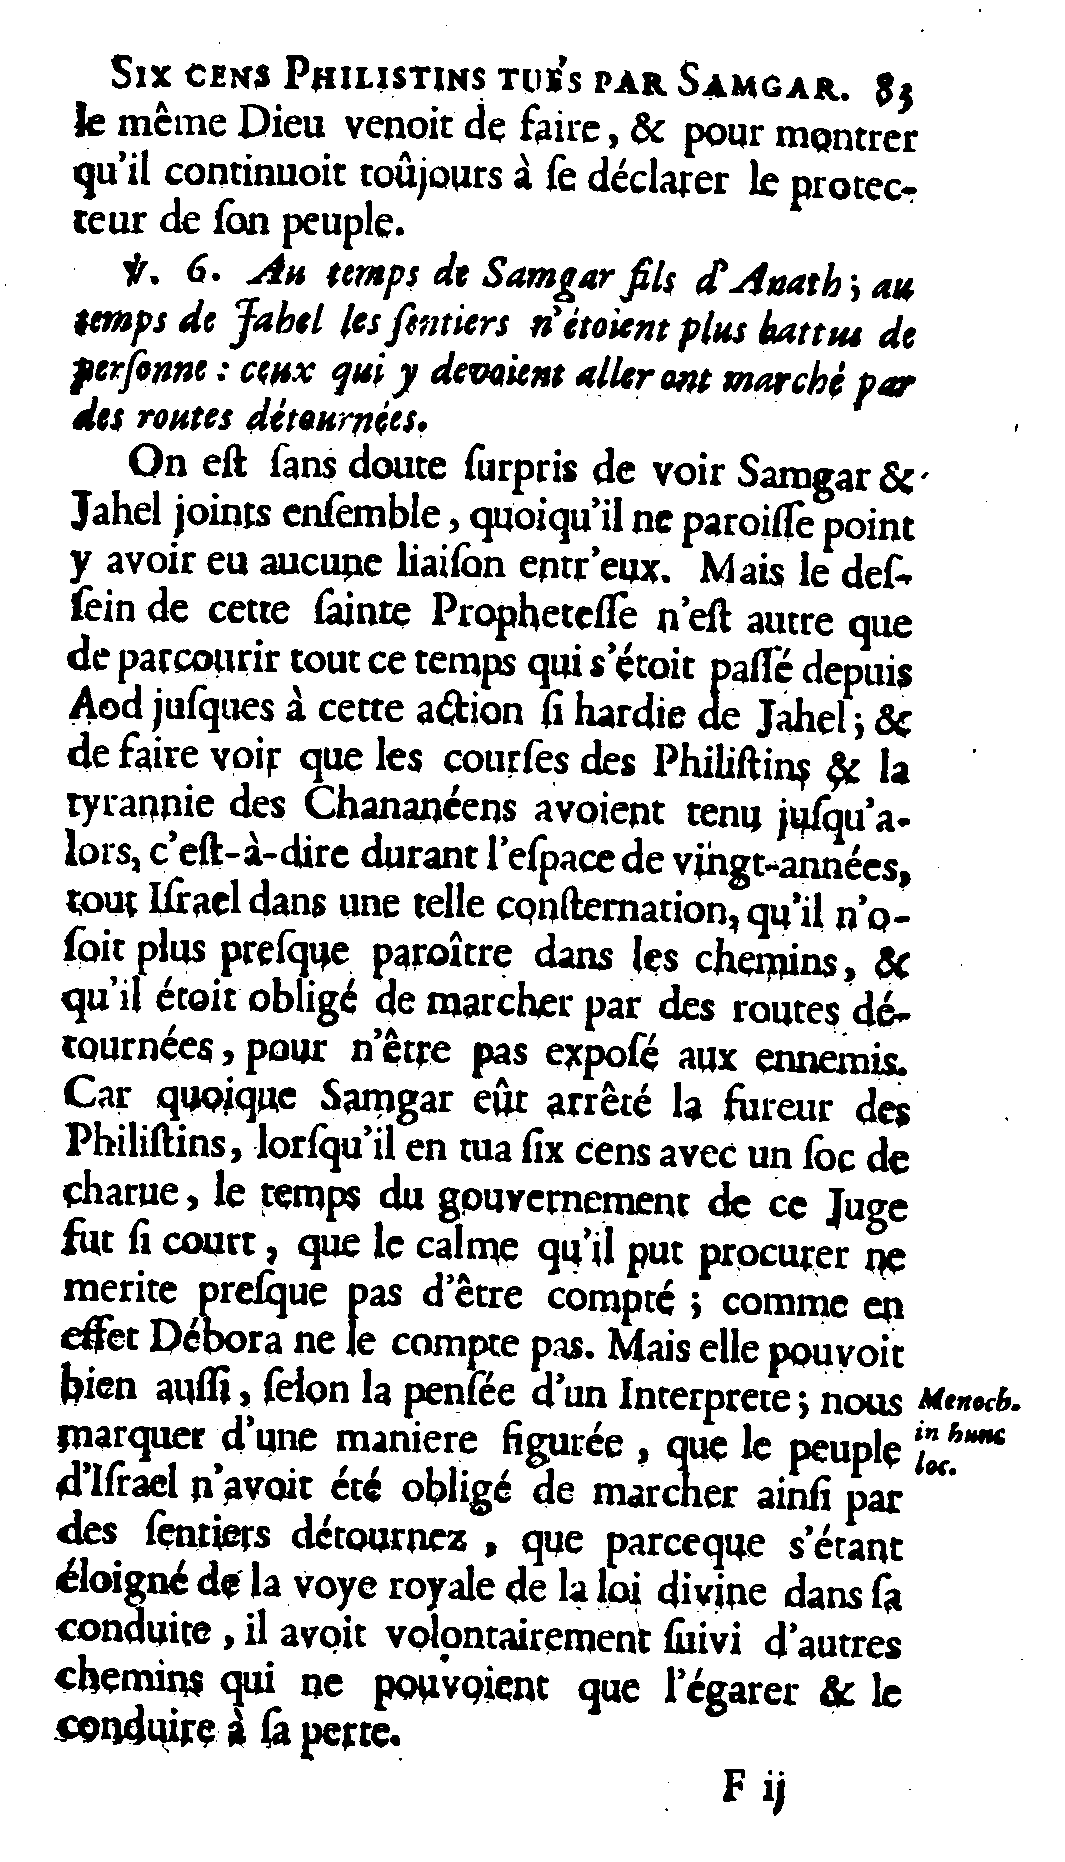 SIX CENS PHILISTINS TUE'S PAR SAMGAR. 83
le même Dieu venoit de faire, & pour montrer
qu'il continuoit toûjours à ſe déclarer le protec-
teur de ſon peuple.
℣. 6. Au temps de Samgar fils d'Anath; au
temps de Jahel les ſentiers n'étoient plus battus de
perſonne : ceux qui y devoient aller ont marché par
des routes détournées.
On eſt ſans doute ſurpris de voir Samgar &
Jahel joints enſemble, quoiqu'il ne paroiſſe point
y avoir eu aucune liaiſon entr'eux. Mais le deſ-
ſein de cette ſainte Propheteſſe n'eſt autre que
de parcourir tout ce temps qui s'étoit paſſé depuis
Aod juſques à cette action ſi hardie de Jahel; &
de faire voir que les courſes des Philiſtins & la
tyrannie des Chananéens avoient tenu juſqu'a-
lors, c'eſt-à-dire durant l'eſpace de vingt-années,
tout Iſrael dans une telle conſternation, qu'il n'o-
ſoit plus preſque paroître dans les chemins, &
qu'il étoit obligé de marcher par des routes dé-
tournées, pour n'être pas expoſé aux ennemis.
Car quoique Samgar eût arrêté la fureur des
Philiſtins, lorſqu'il en tua ſix cens avec un ſoc de
charue, le temps du gouvernement de ce Juge
fut ſi court, que le calme qu'il put procurer ne
merite preſque pas d'être compté; comme en
effet Débora ne le compte pas. Mais elle pouvoit
bien auſſi, ſelon la penſée d'un Interprete; nous
marquer d'une maniere figurée, que le peuple
d'Iſrael n'avoit été obligé de marcher ainſi par
des ſentiers détournez, que parceque s'étant
éloigné de la voye royale de la loi divine dans ſa
conduite, il avoit volontairement ſuivi d'autres
chemins qui ne pouvoient que l'égarer & le
conduire à ſa perte.
Menoch.
in hunc
loc.
F ij